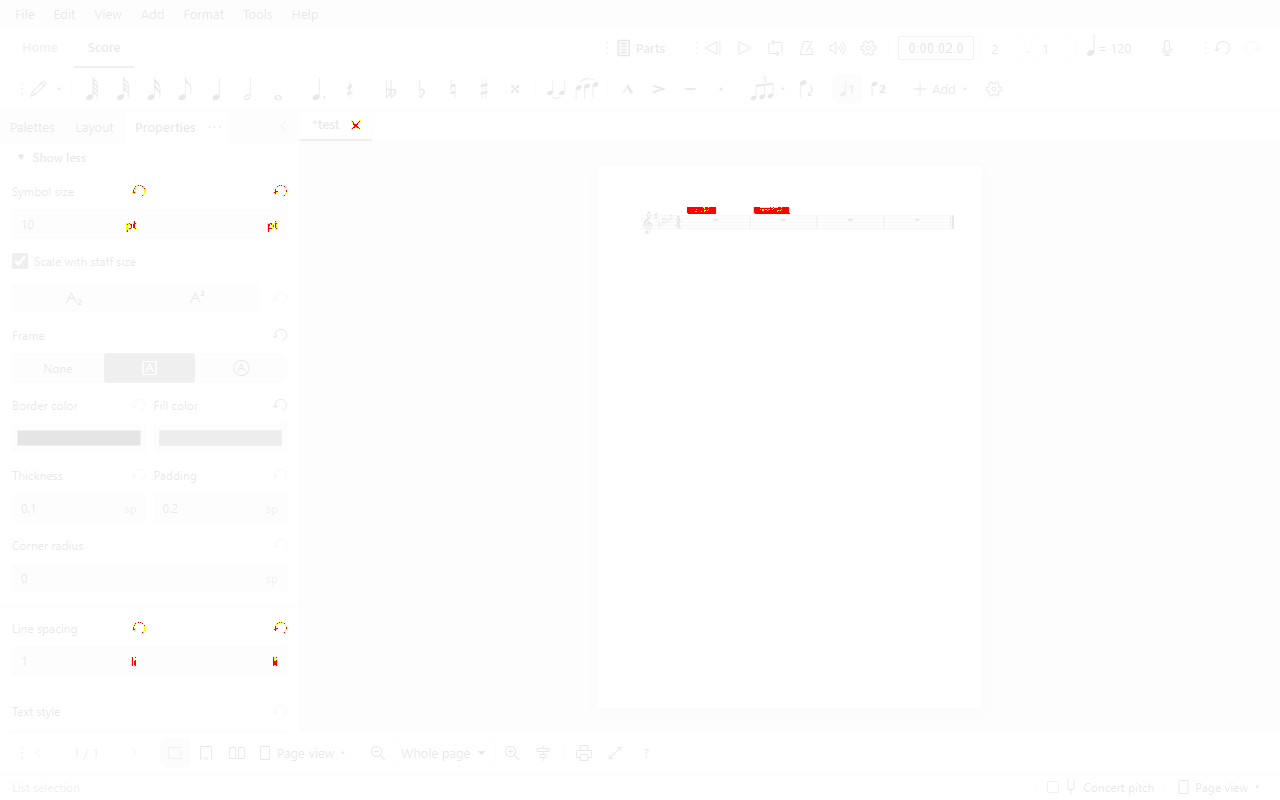 File Edit View Add Format Tools Help
Home Score Parts 0:00:02.0 2 . 1 = 120
Add
Palettes Layout Properties *test
Show less
Symbol size
10 pt pt
Scale with staff size
A₂ A²
Frame
None A A
Border color Fill color
Thickness Padding
0.1 sp 0.2 sp
Corner radius
0 sp
Line spacing
1 li li
Text style
1 / 1 Page view Whole page ?
List selection Concert pitch Page view